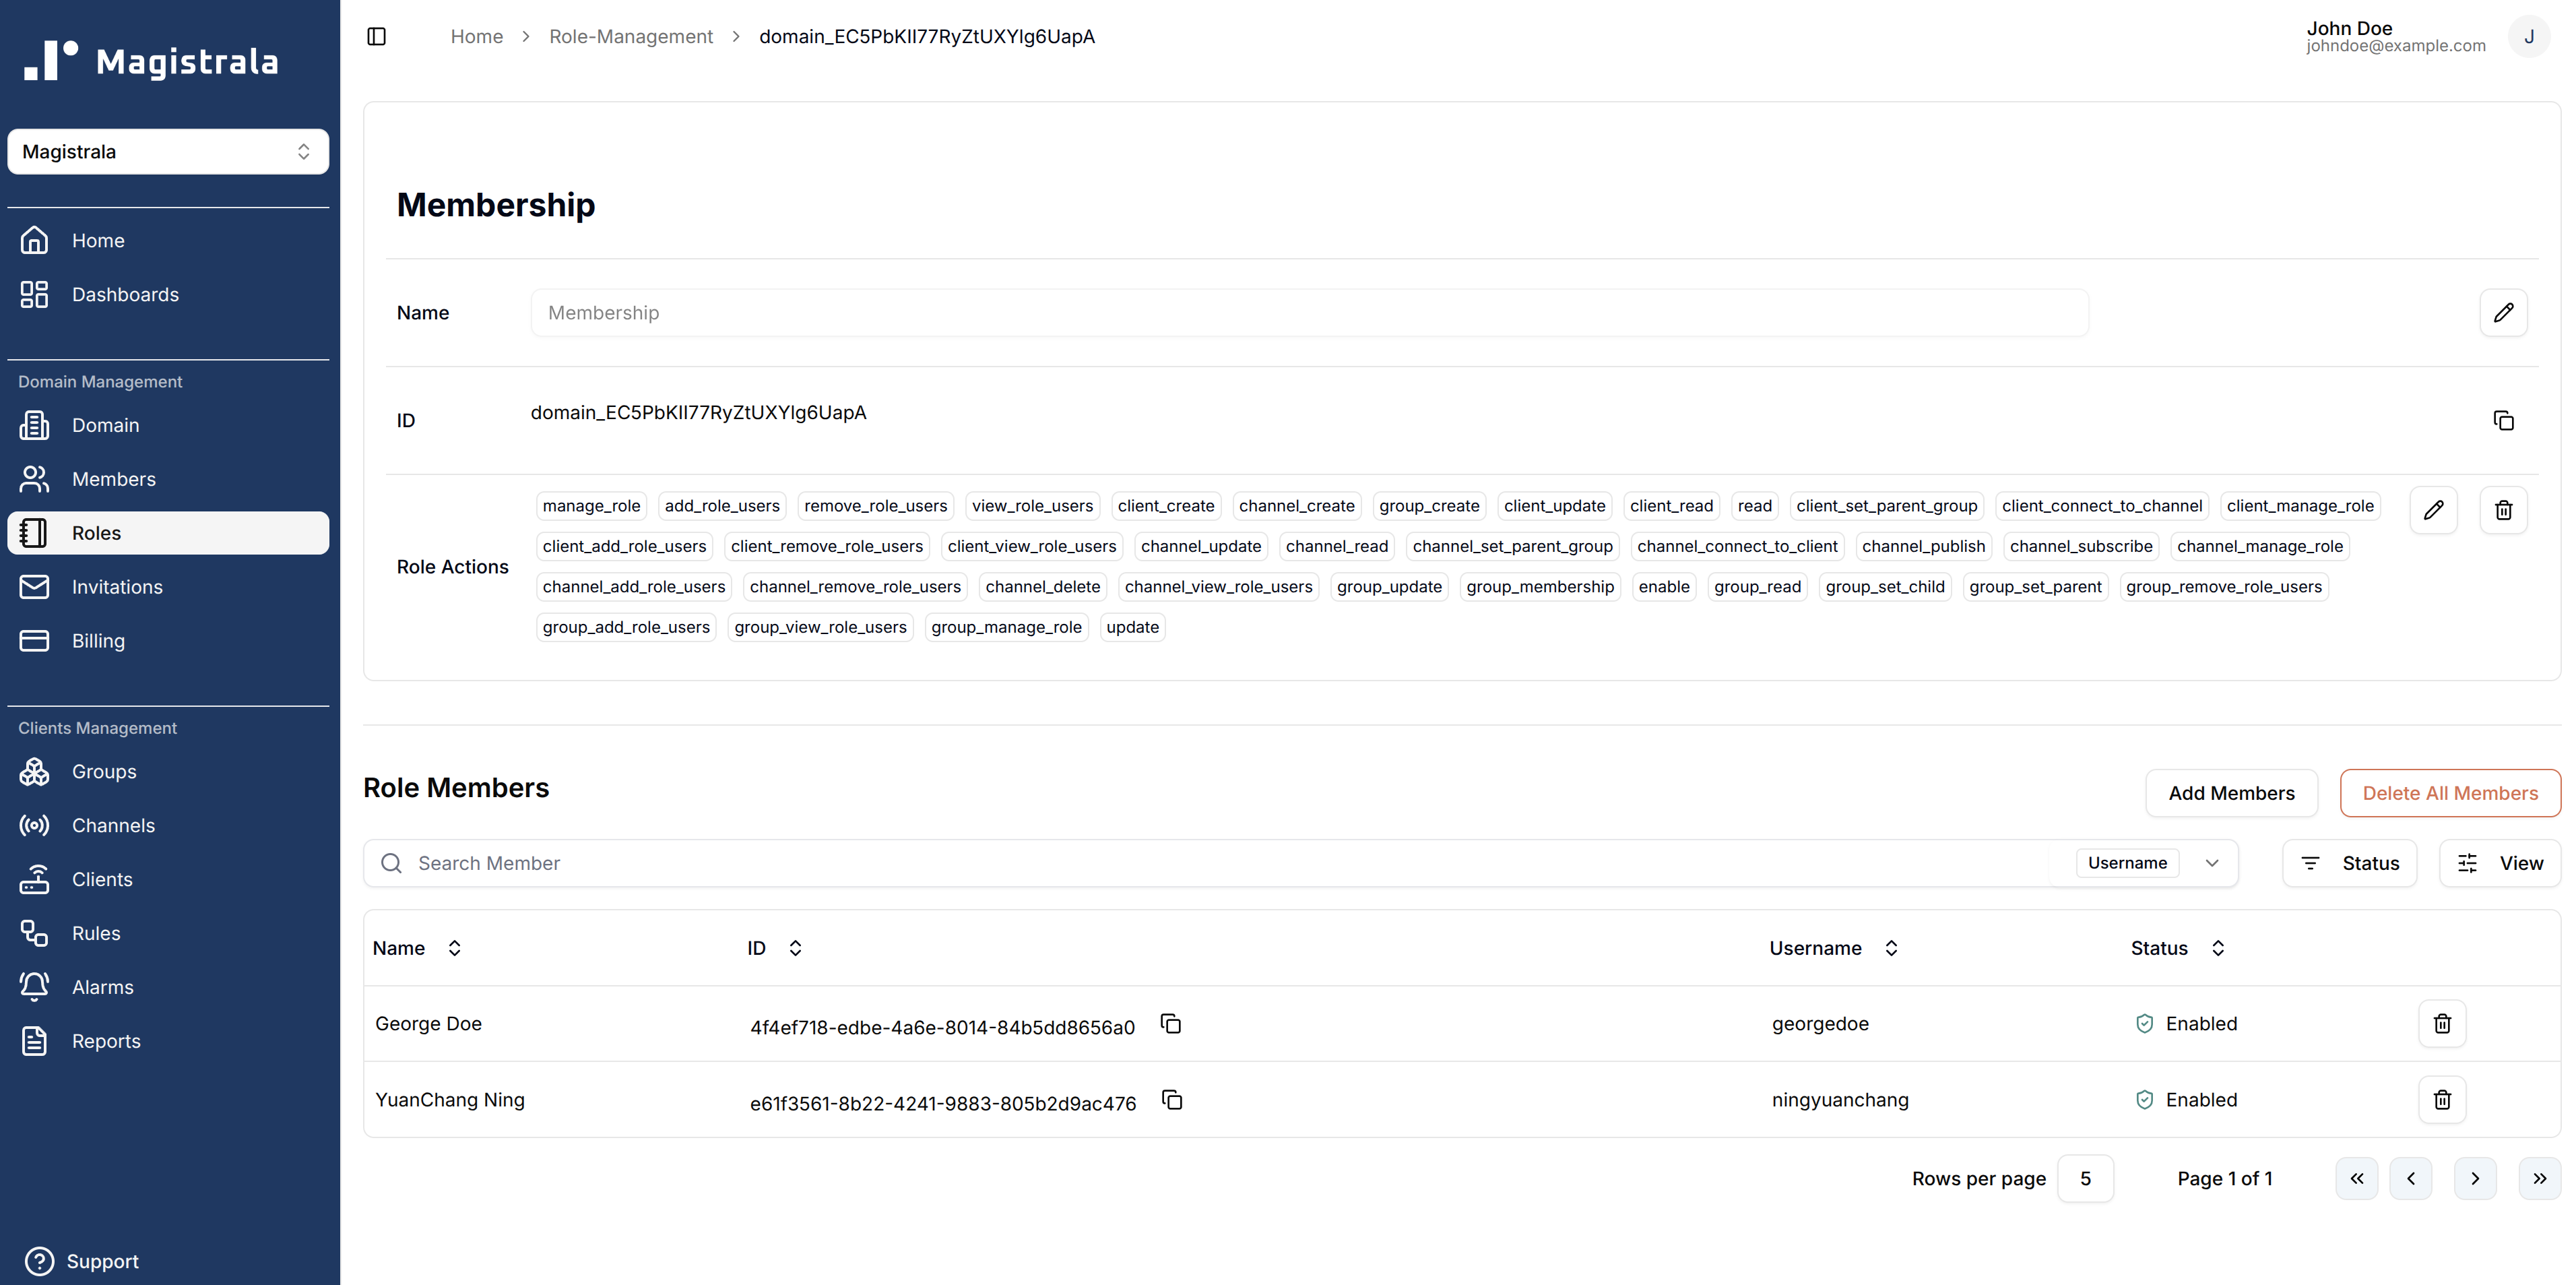 Magistrala
Magistrala
Home
Dashboards
Domain Management
Domain
Members
Roles
Invitations
Billing
Clients Management
Groups
Channels
Clients
Rules
Alarms
Reports
Support
Home > Role-Management > domain_EC5PbKII77RyZtUXYIg6UapA
John Doe
johndoe@example.com
J
Membership
Name Membership
ID domain_EC5PbKII77RyZtUXYIg6UapA
Role Actions
manage_role add_role_users remove_role_users view_role_users client_create channel_create group_create client_update client_read read client_set_parent_group client_connect_to_channel client_manage_role
client_add_role_users client_remove_role_users client_view_role_users channel_update channel_read channel_set_parent_group channel_connect_to_client channel_publish channel_subscribe channel_manage_role
channel_add_role_users channel_remove_role_users channel_delete channel_view_role_users group_update group_membership enable group_read group_set_child group_set_parent group_remove_role_users
group_add_role_users group_view_role_users group_manage_role update
Role Members
Add Members Delete All Members
Search Member Username Status View
Name ID Username Status
George Doe 4f4ef718-edbe-4a6e-8014-84b5dd8656a0 georgedoe Enabled
YuanChang Ning e61f3561-8b22-4241-9883-805b2d9ac476 ningyuanchang Enabled
Rows per page 5 Page 1 of 1